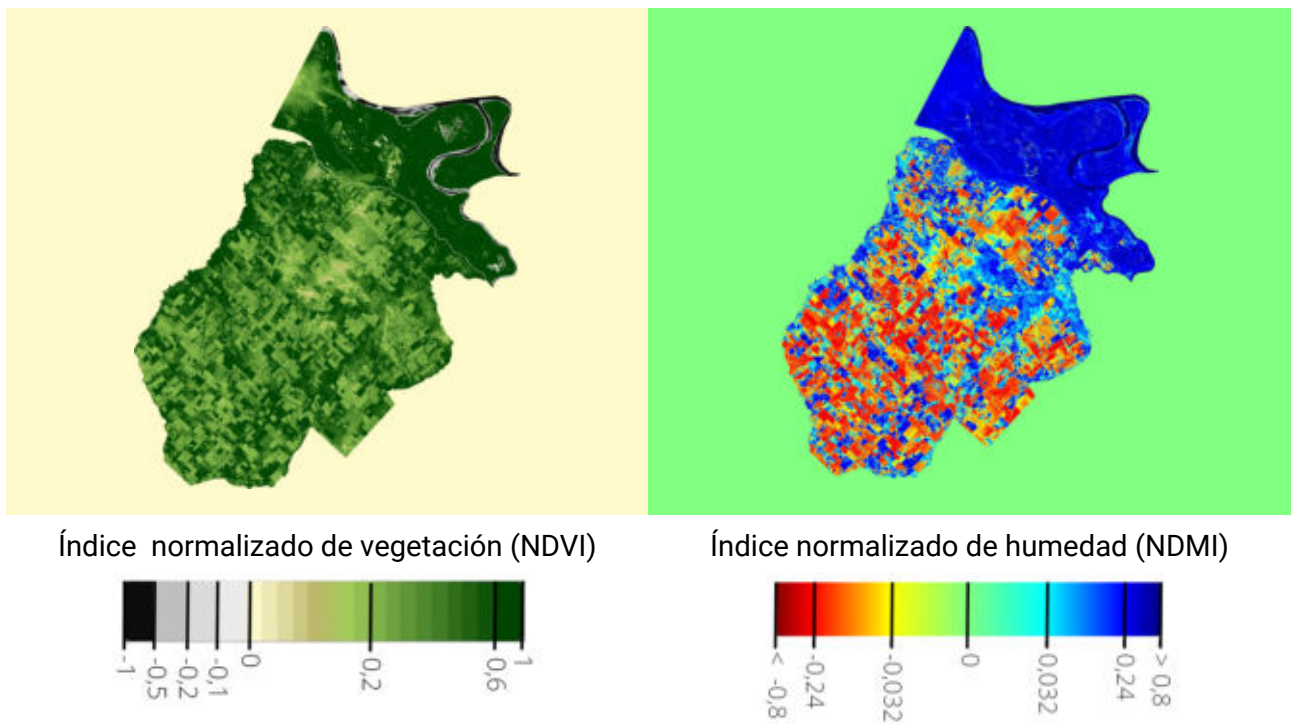 Índice normalizado de vegetación (NDVI)
Índice normalizado de humedad (NDMI)
-1 -0,5 -0,2 -0,1 0 0,2 0,6 1
< -0,8 -0,24 -0,032 0 0,032 0,24 > 0,8